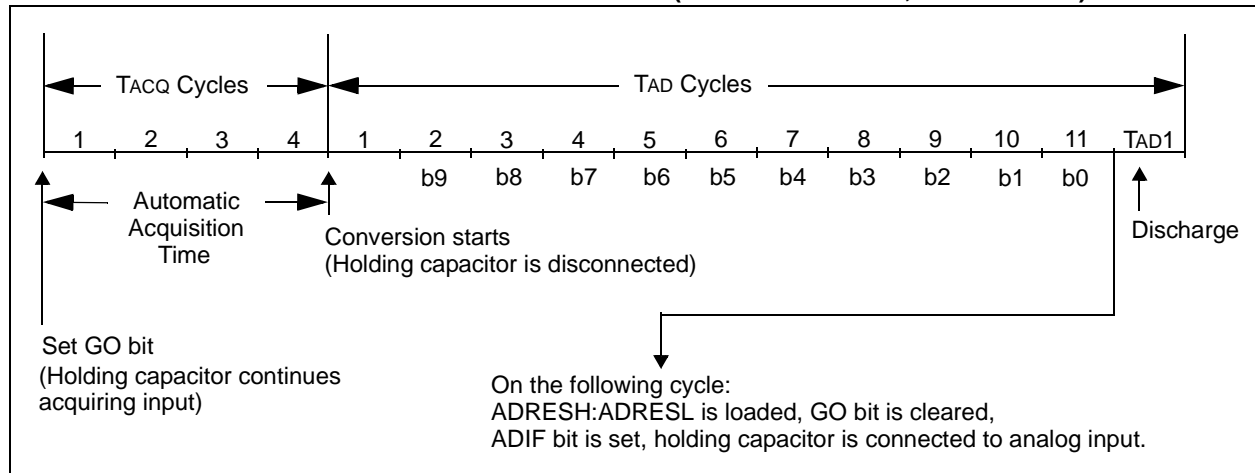 TACQ Cycles
TAD Cycles
1 2 3 4 1 2 3 4 5 6 7 8 9 10 11 TAD1
b9 b8 b7 b6 b5 b4 b3 b2 b1 b0
Automatic
Acquisition
Time
Conversion starts
(Holding capacitor is disconnected)
Discharge
Set GO bit
(Holding capacitor continues
acquiring input)
On the following cycle:
ADRESH:ADRESL is loaded, GO bit is cleared,
ADIF bit is set, holding capacitor is connected to analog input.